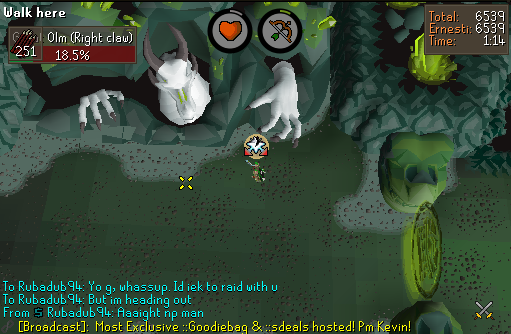 Walk here
Olm (Right claw)
251
18.5%
Total: 6539
Ernesti: 6539
Time: 1:14
To Rubadub94: Yo g, whassup. Id iek to raid with u
To Rubadub94: But im heading out
From S Rubadub94: Aaaight np man
[Broadcast]: Most Exclusive ::Goodiebag & ::sdeals hosted! Pm Kevin!